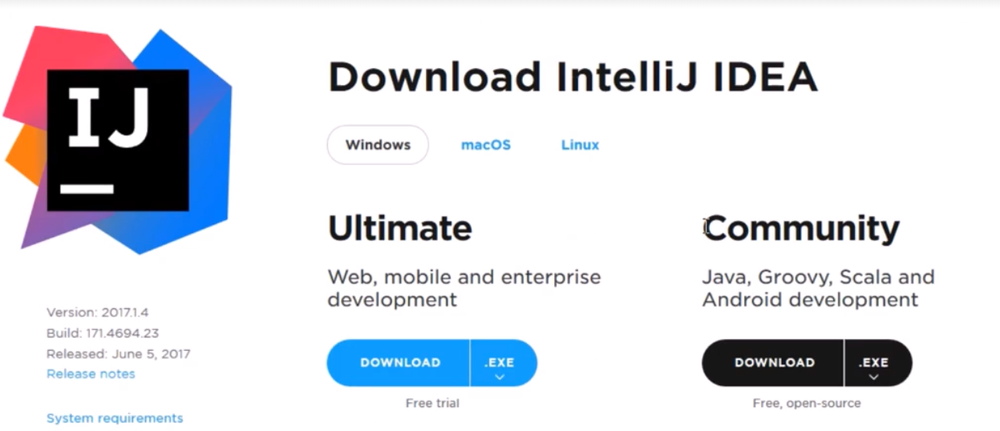 IJ
Download IntelliJ IDEA
Windows macOS Linux
Ultimate
Web, mobile and enterprise
development
DOWNLOAD .EXE
Free trial
Community
Java, Groovy, Scala and
Android development
DOWNLOAD .EXE
Free, open-source
Version: 2017.1.4
Build: 171.4694.23
Released: June 5, 2017
Release notes
System requirements